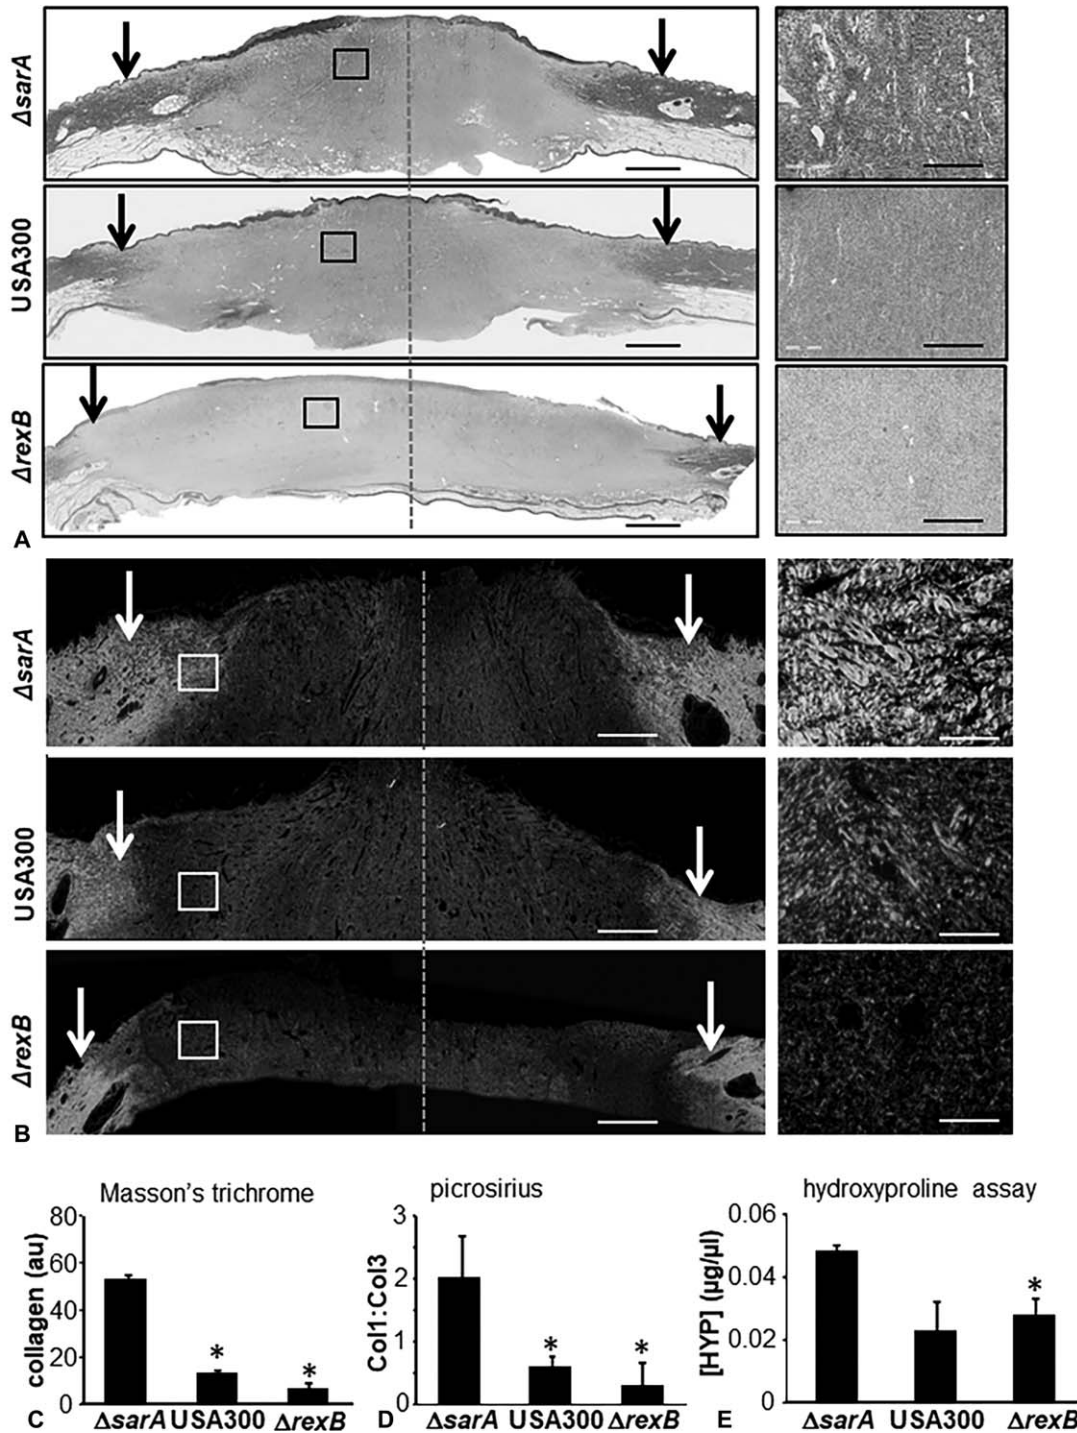 ΔsarA
USA300
ΔrexB
A
ΔsarA
USA300
ΔrexB
B
Masson's trichrome
collagen (au)
80
60
40
20
0
*
*
C
ΔsarA USA300 ΔrexB
picrosirius
Col1:Col3
3
2
1
0
*
*
D
ΔsarA USA300 ΔrexB
hydroxyproline assay
[HYP] (µg/µl)
0.06
0.04
0.02
0
*
E
ΔsarA USA300 ΔrexB